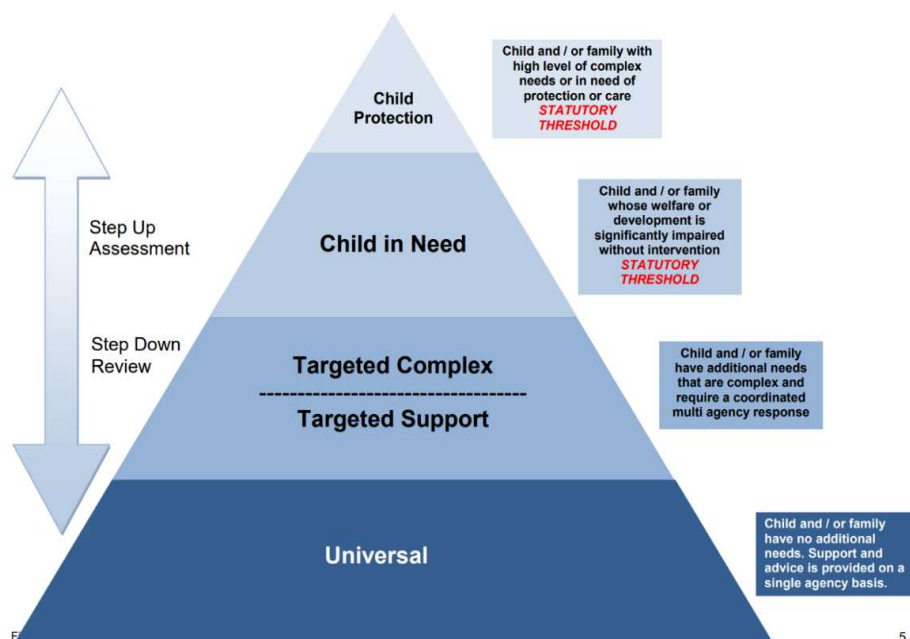 Child
Protection
Child and / or family with
high level of complex
needs or in need of
protection or care
STATUTORY
THRESHOLD
Step Up
Assessment
Child in Need
Child and / or family
whose welfare or
development is
significantly impaired
without intervention
STATUTORY
THRESHOLD
Step Down
Review
Targeted Complex
Targeted Support
Child and / or family
have additional needs
that are complex and
require a coordinated
multi agency response
Universal
Child and / or family
have no additional
needs. Support and
advice is provided on a
single agency basis.
5